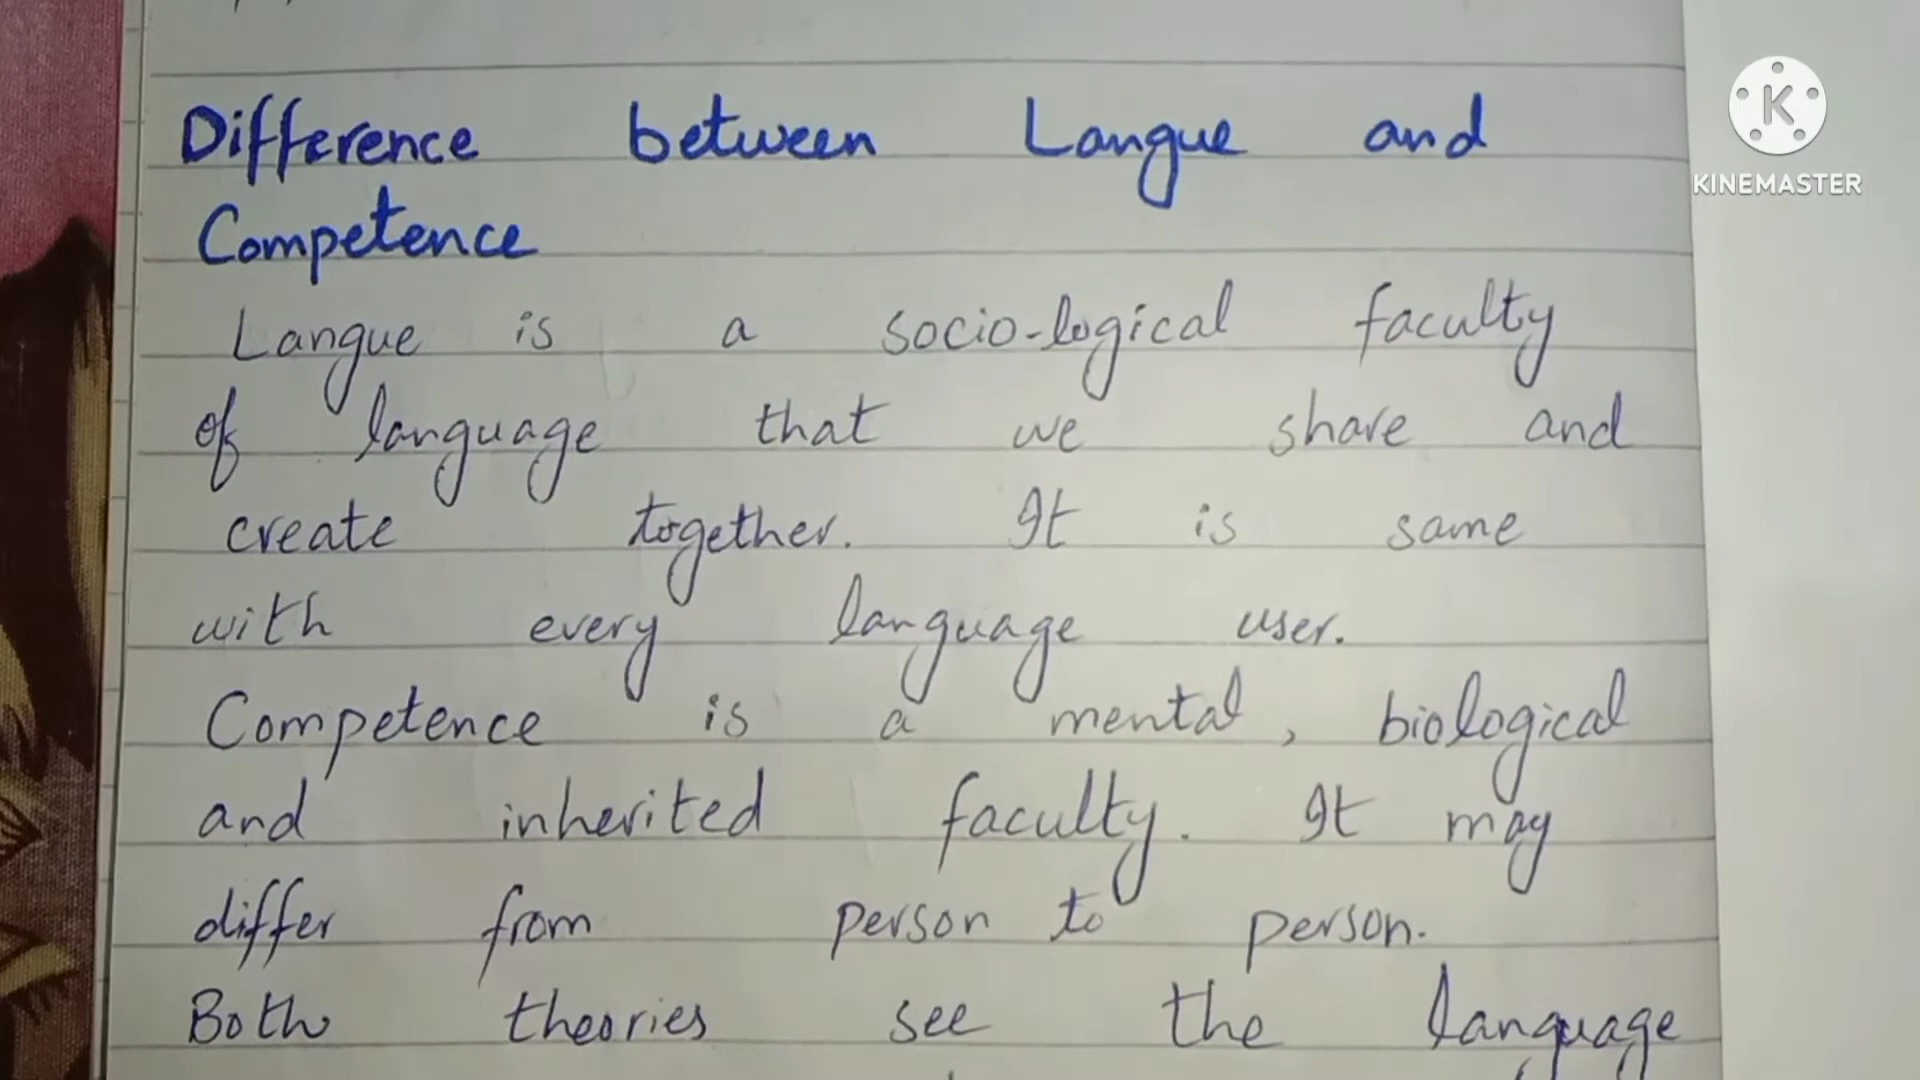 Difference between Langue and
Competence
Langue is a socio-logical faculty
of language that we share and
create together. It is same
with every language user.
Competence is a mental, biological
and inherited faculty. It may
differ from person to person.
Both theories see the language
K
KINEMASTER